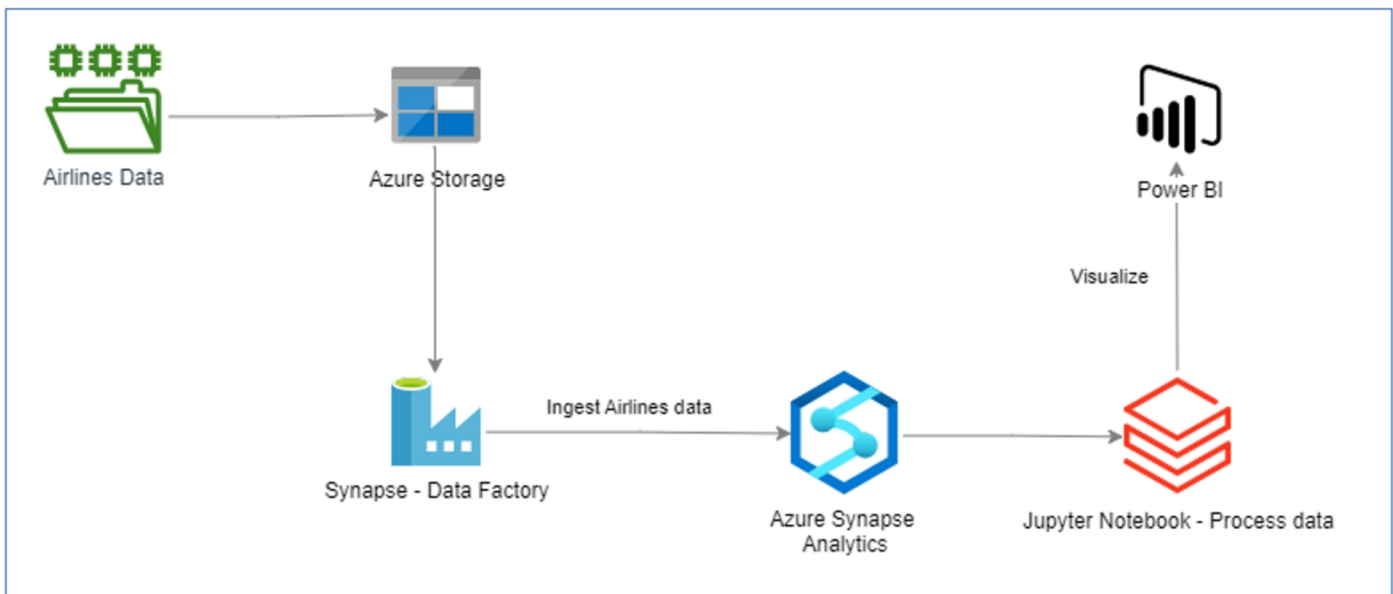 Airlines Data
Azure Storage
Power BI
Visualize
Ingest Airlines data
Synapse - Data Factory
Azure Synapse
Analytics
Jupyter Notebook - Process data